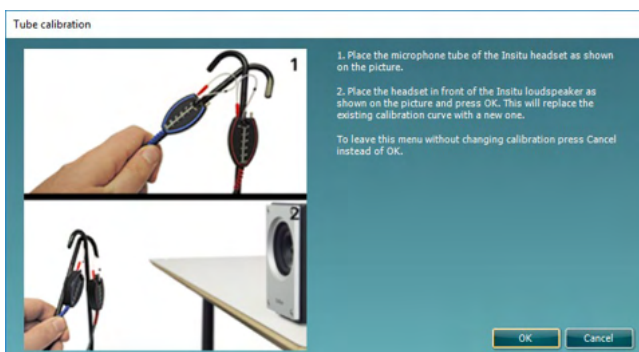 Tube calibration
1
1. Place the microphone tube of the Insitu headset as shown
on the picture.
2. Place the headset in front of the Insitu loudspeaker as
shown on the picture and press OK. This will replace the
existing calibration curve with a new one.
To leave this menu without changing calibration press Cancel
instead of OK.
2
OK
Cancel